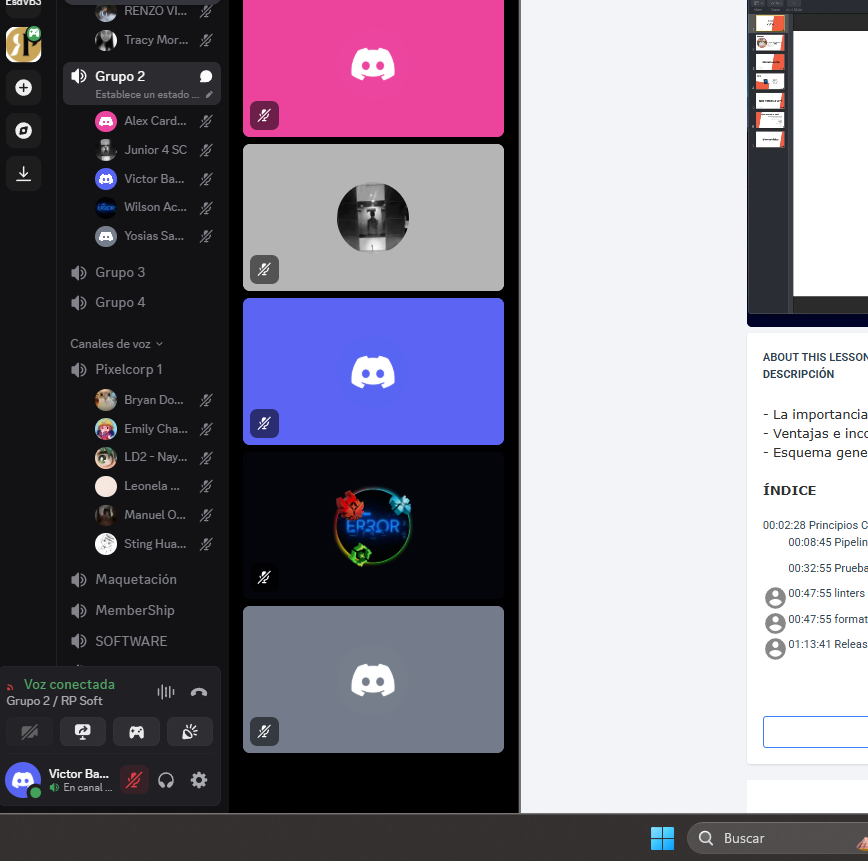 RENZO VI...
Tracy Mor...
Grupo 2
Establece un estado ...
Alex Card...
Junior 4 SC
Victor Ba...
Wilson Ac...
Yosias Sa...
Grupo 3
Grupo 4
Canales de voz
Pixelcorp 1
Bryan Do...
Emily Cha...
LD2 - Nay...
Leonela ...
Manuel O...
Sting Hua...
Maquetación
MemberShip
SOFTWARE
Voz conectada
Grupo 2 / RP Soft
Victor Ba...
En canal ...
ERROR
ABOUT THIS LESSON
DESCRIPCIÓN
- La importancia
- Ventajas e inco
- Esquema gene
ÍNDICE
00:02:28 Principios C
00:08:45 Pipelin
00:32:55 Prueba
00:47:55 linters
00:47:55 format
01:13:41 Releas
Buscar